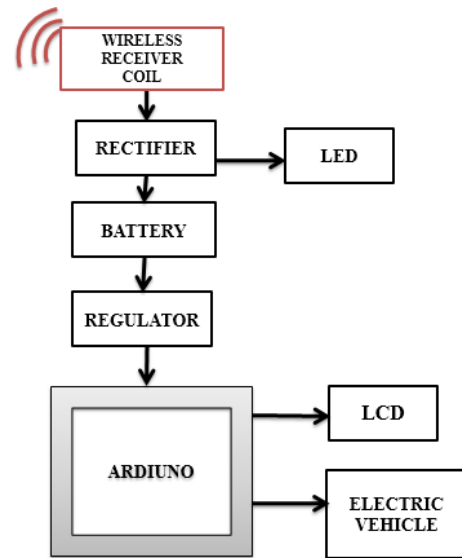 WIRELESS
RECEIVER
COIL
RECTIFIER
LED
BATTERY
REGULATOR
ARDIUNO
LCD
ELECTRIC
VEHICLE